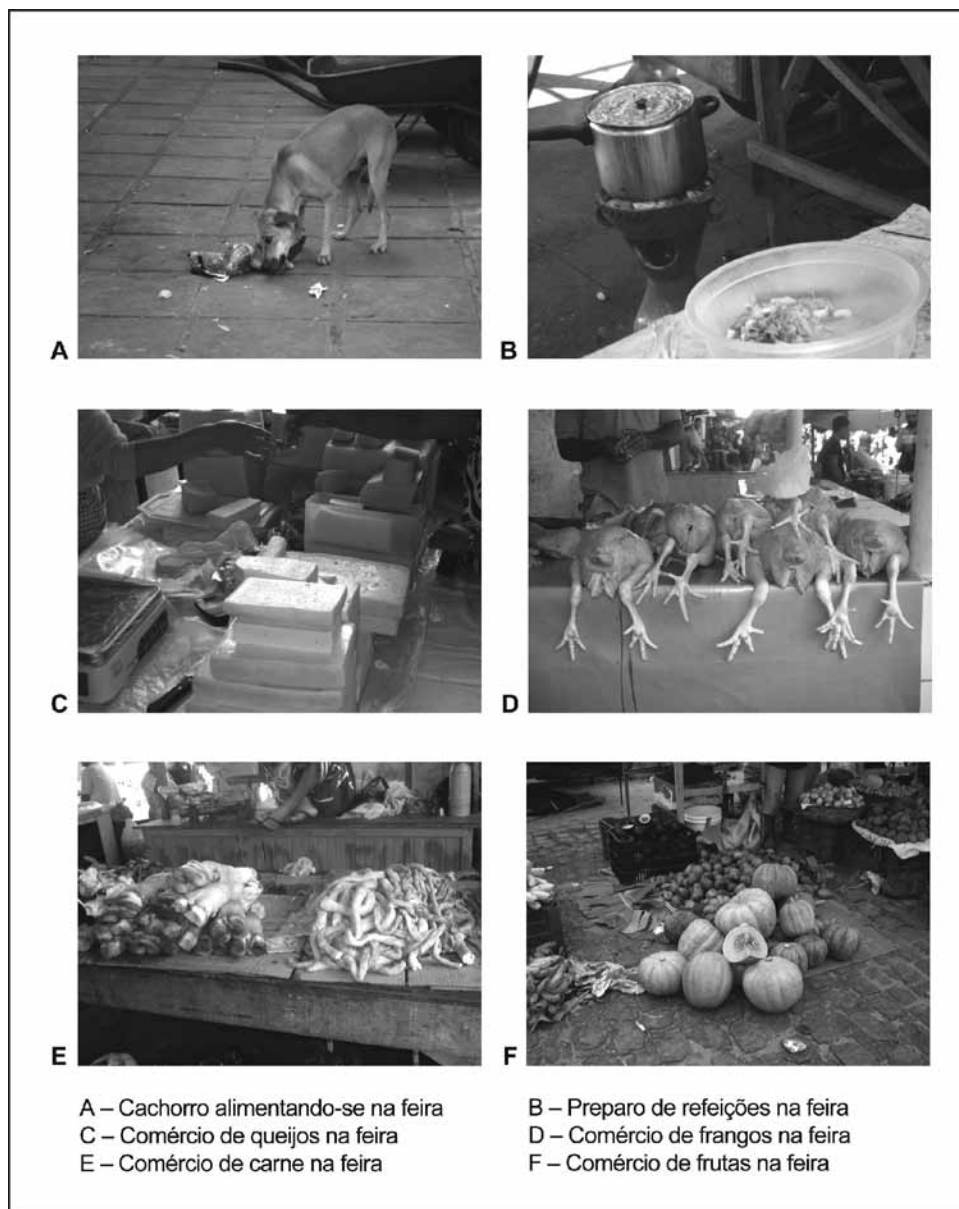 A
B
C
D
E
F
A – Cachorro alimentando-se na feira
B – Preparo de refeições na feira
C – Comércio de queijos na feira
D – Comércio de frangos na feira
E – Comércio de carne na feira
F – Comércio de frutas na feira